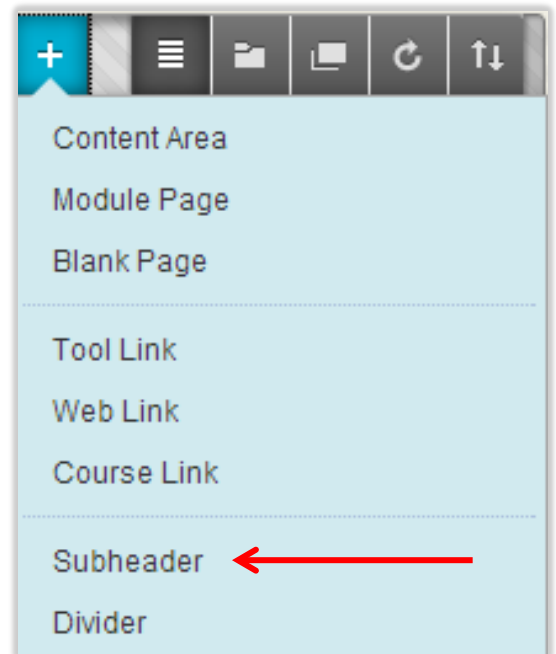 Content Area
Module Page
Blank Page
Tool Link
Web Link
Course Link
Subheader
Divider